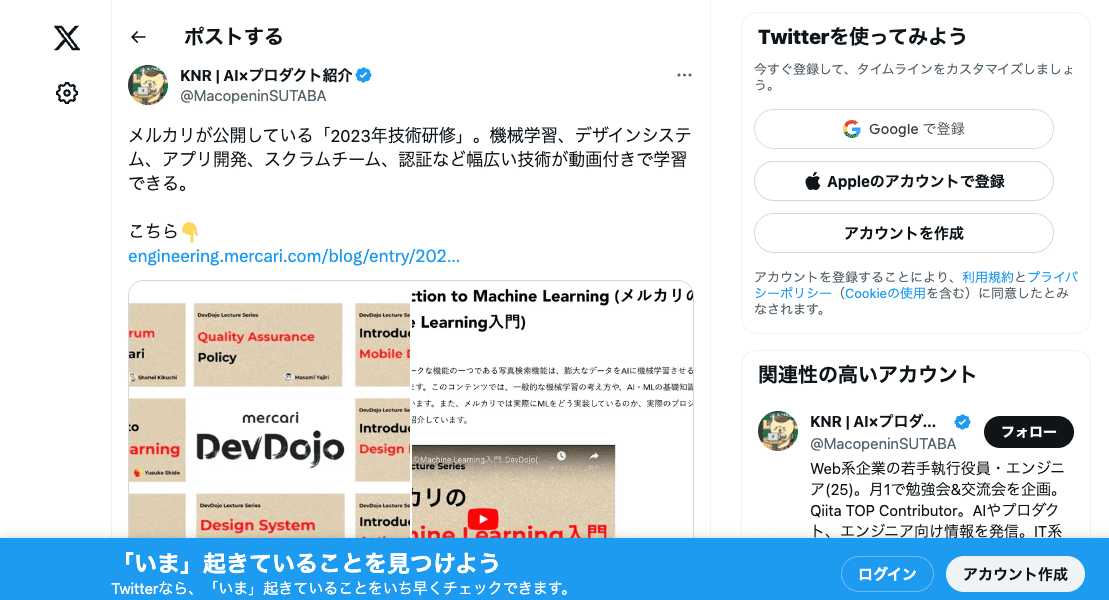 ポストする
KNR | AI×プロダクト紹介
@MacopeninSUTABA
メルカリが公開している「2023年技術研修」。機械学習、デザインシステ
ム、アプリ開発、スクラムチーム、認証など幅広い技術が動画付きで学習
できる。
こちら👇
engineering.mercari.com/blog/entry/202…
rum
ari
Shohei Kikuchi
DevDojo Lecture Series
Quality Assurance
Policy
Masami Yajiri
DevDojo Le
Introdu
Mobile D
to
arning
Yusuke Shido
mercari
DevDojo
DevDojo Le
Introdu
Design
DevDojo Lecture Series
Design System
DevDojo Le
Introdu
ction to Machine Learning (メルカリの
e Learning入門)
ークな機能の一つである写真検索機能は、膨大なデータをAIに機械学習させる
ます。このコンテンツでは、一般的な機械学習の考え方や、AI・MLの基礎知識
います。また、メルカリでは実際にMLをどう実装しているのか、実際のプロジ
紹介しています。
のMachine Learning入門_DevDojo(
ecture Series
カリの
ine Learning入門
Twitterを使ってみよう
今すぐ登録して、タイムラインをカスタマイズしましょ
う。
Google で登録
Appleのアカウントで登録
アカウントを作成
アカウントを登録することにより、利用規約とプライバ
シーポリシー（Cookieの使用を含む）に同意したとみ
なされます。
関連性の高いアカウント
KNR | AI×プロダ...
@MacopeninSUTABA
フォロー
Web系企業の若手執行役員・エンジニ
ア(25)。月1で勉強会&交流会を企画。
Qiita TOP Contributor。AIやプロダク
ト、エンジニア向け情報を発信。IT系
「いま」起きていることを見つけよう
Twitterなら、「いま」起きていることをいち早くチェックできます。
ログイン
アカウント作成